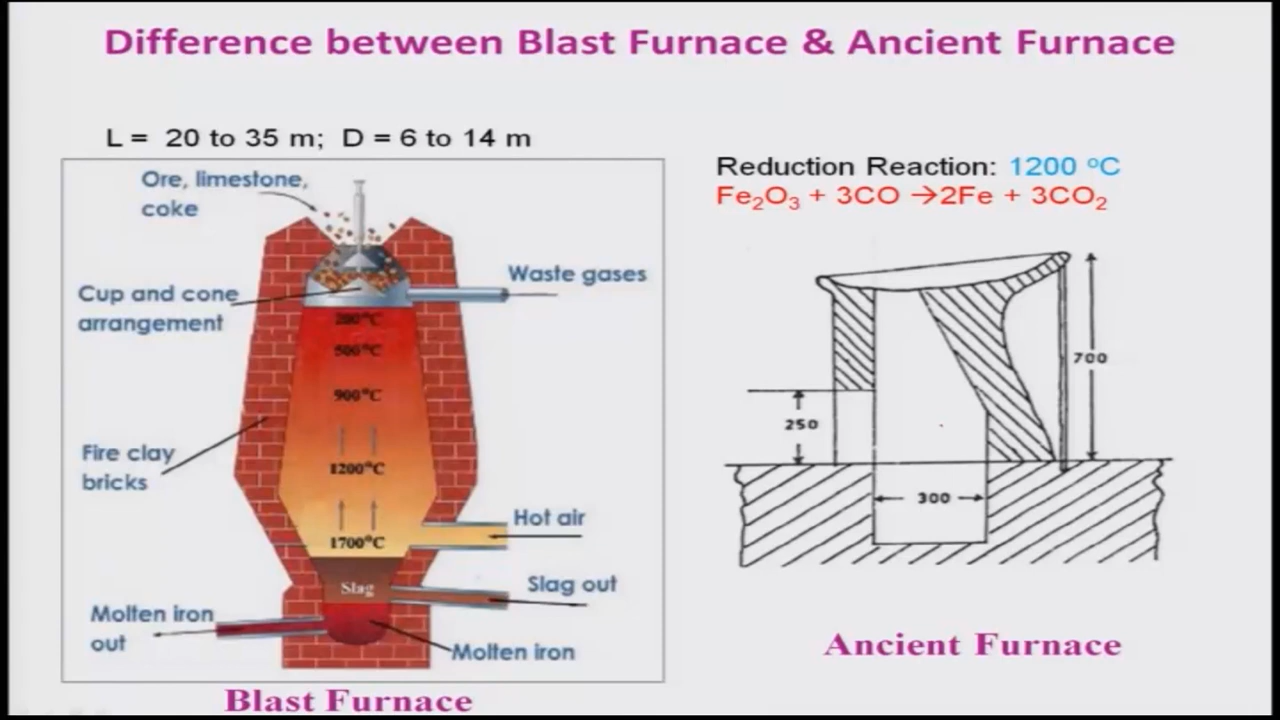 Difference between Blast Furnace & Ancient Furnace
L = 20 to 35 m; D = 6 to 14 m
Ore, limestone,
coke
Waste gases
Cup and cone
arrangement
200°C
500°C
900°C
Fire clay
bricks
1200°C
Hot air
1700°C
Slag
Slag out
Molten iron
out
Molten iron
Blast Furnace
Reduction Reaction: 1200 °C
Fe₂O₃ + 3CO →2Fe + 3CO₂
700
250
300
Ancient Furnace